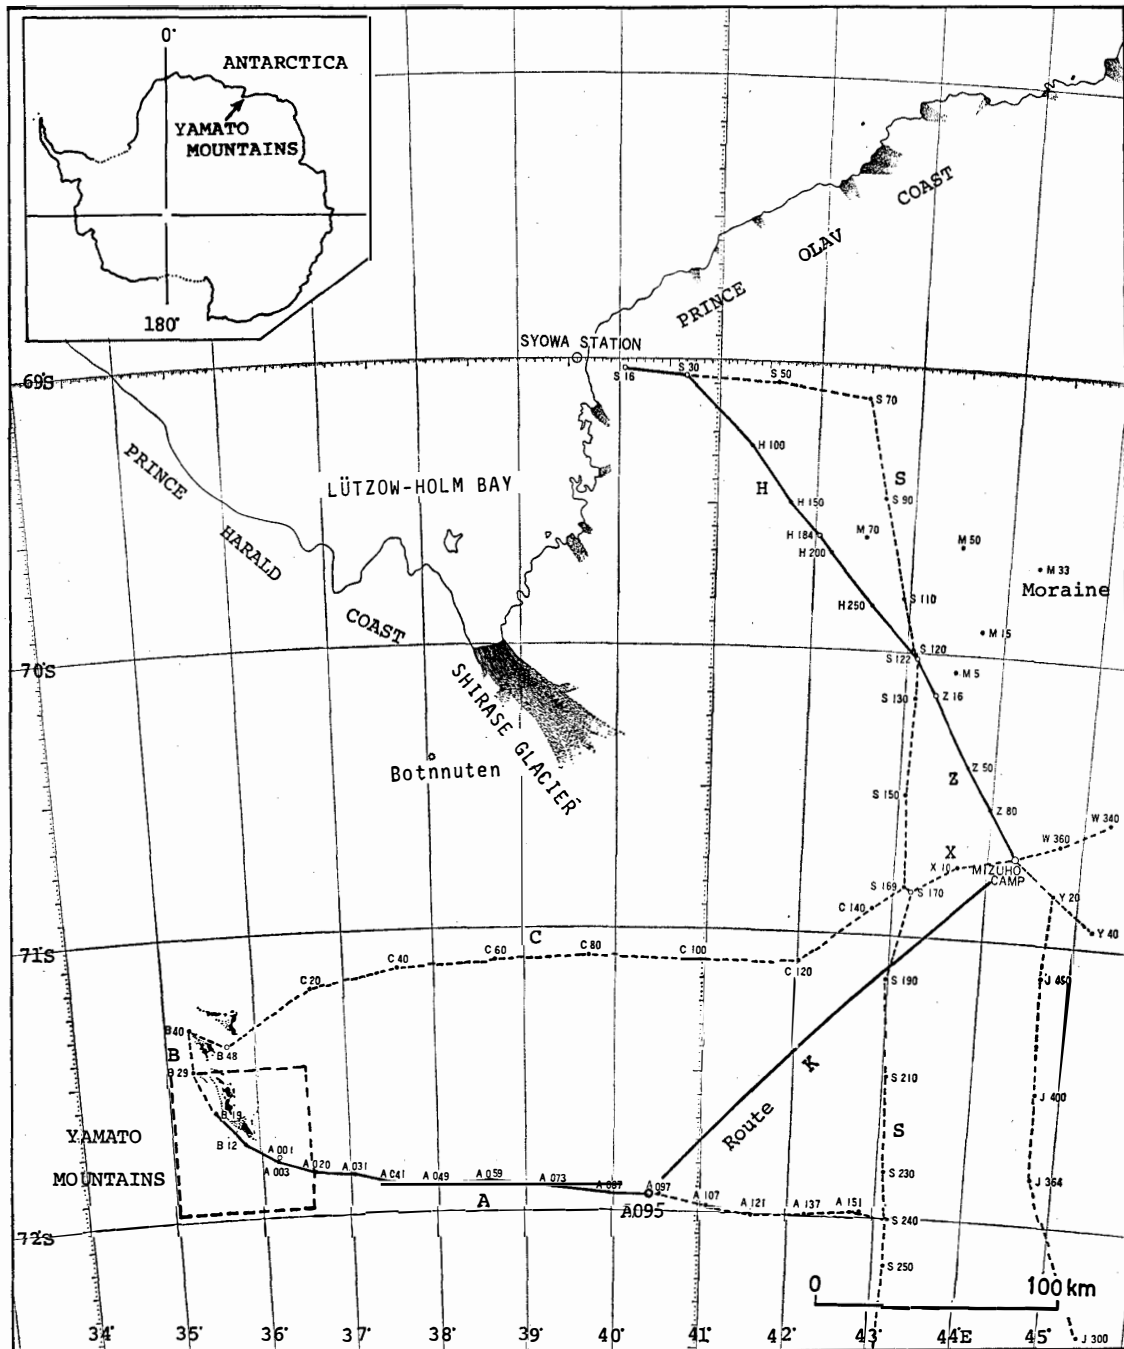 0°
ANTARCTICA
YAMATO
MOUNTAINS
180°
COAST
OLAV
PRINCE
SYOWA STATION
69°S
S 16
S 30
S 50
S 70
PRINCE
HARALD
COAST
LÜTZOW-HOLM BAY
H 100
H
S
H 150
S 90
H 184
M 70
M 50
H 200
M 33
Moraine
H 250
S 110
M 15
S 120
70°S
S 122
M 5
SHIRASE GLACIER
S 130
Z 16
Botnnuten
Z 50
Z
S 150
Z 80
W 340
W 360
X
X 10
MIZUHO
CAMP
S 169
S 170
Y 20
C 140
Y 40
71°S
C
C 20
C 40
C 60
C 80
C 100
C 120
S 190
J 450
B 40
B 48
B
B 29
K
S 210
J 400
Route
B 19
YAMATO
MOUNTAINS
B 12
A 001
A 003
A 020
A 031
A 041
A 049
A 059
A 073
A 087
A 097
A 107
A 121
A 137
A 151
A
A095
S
S 230
J 364
S 240
72°S
S 250
0
100 km
34°
35°
36°
37°
38°
39°
40°
41°
42°
43°
44°E
45°
J 300